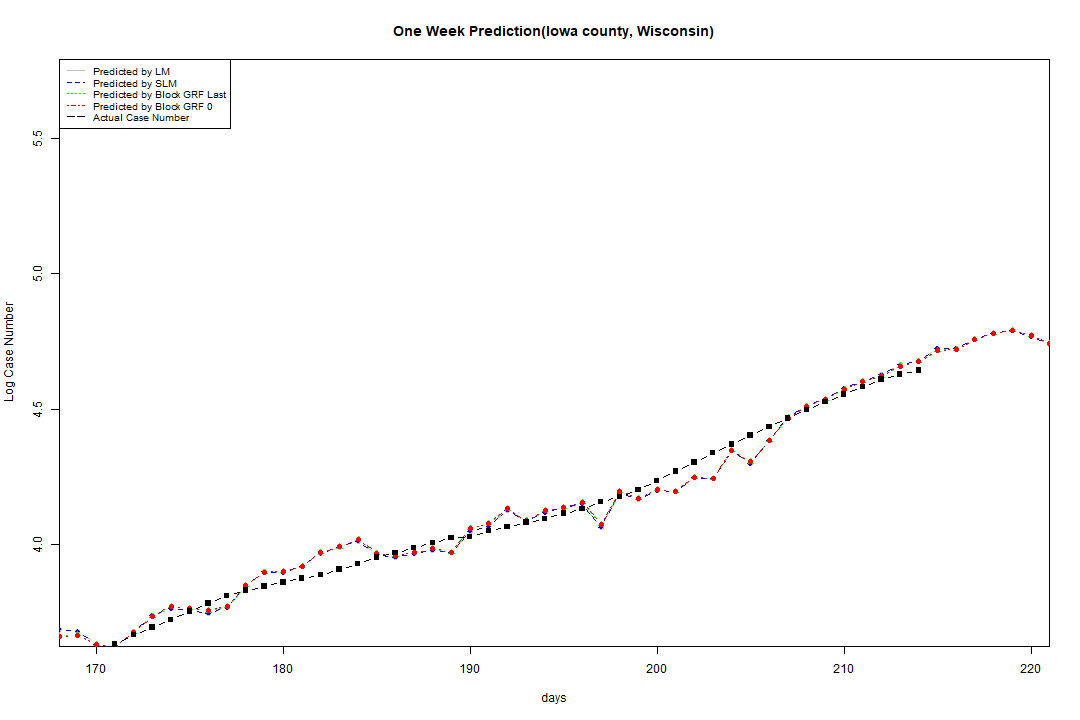 One Week Prediction(Iowa county, Wisconsin)
Predicted by LM
Predicted by SLM
Predicted by Block GRF Last
Predicted by Block GRF 0
Actual Case Number
5.5
5.0
4.5
4.0
Log Case Number
170 180 190 200 210 220
days